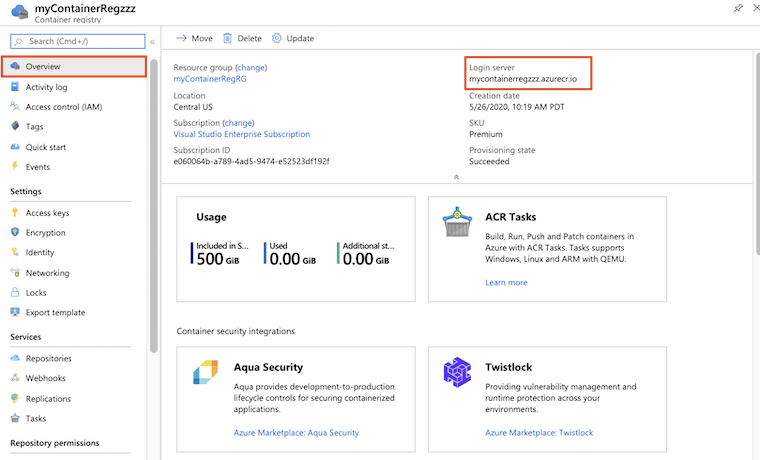 myContainerRegzzz
Container registry
Search (Cmd+/)
Overview
Activity log
Access control (IAM)
Tags
Quick start
Events
Settings
Access keys
Encryption
Identity
Networking
Locks
Export template
Services
Repositories
Webhooks
Replications
Tasks
Repository permissions
Move
Delete
Update
Resource group (change)
myContainerRegRG
Location
Central US
Subscription (change)
Visual Studio Enterprise Subscription
Subscription ID
e060064b-a789-4ad5-9474-e52523df192f
Login server
mycontainerregzzz.azurecr.io
Creation date
5/26/2020, 10:19 AM PDT
SKU
Premium
Provisioning state
Succeeded
Usage
Included in S...
500 GiB
Used
0.00 GiB
Additional st...
0.00 GiB
ACR Tasks
Build, Run, Push and Patch containers in
Azure with ACR Tasks. Tasks supports
Windows, Linux and ARM with QEMU.
Learn more
Container security integrations
Aqua Security
Aqua provides development-to-production
lifecycle controls for securing containerized
applications.
Azure Marketplace: Aqua Security
Twistlock
Providing vulnerability management and
runtime protection across your
environments.
Azure Marketplace: Twistlock